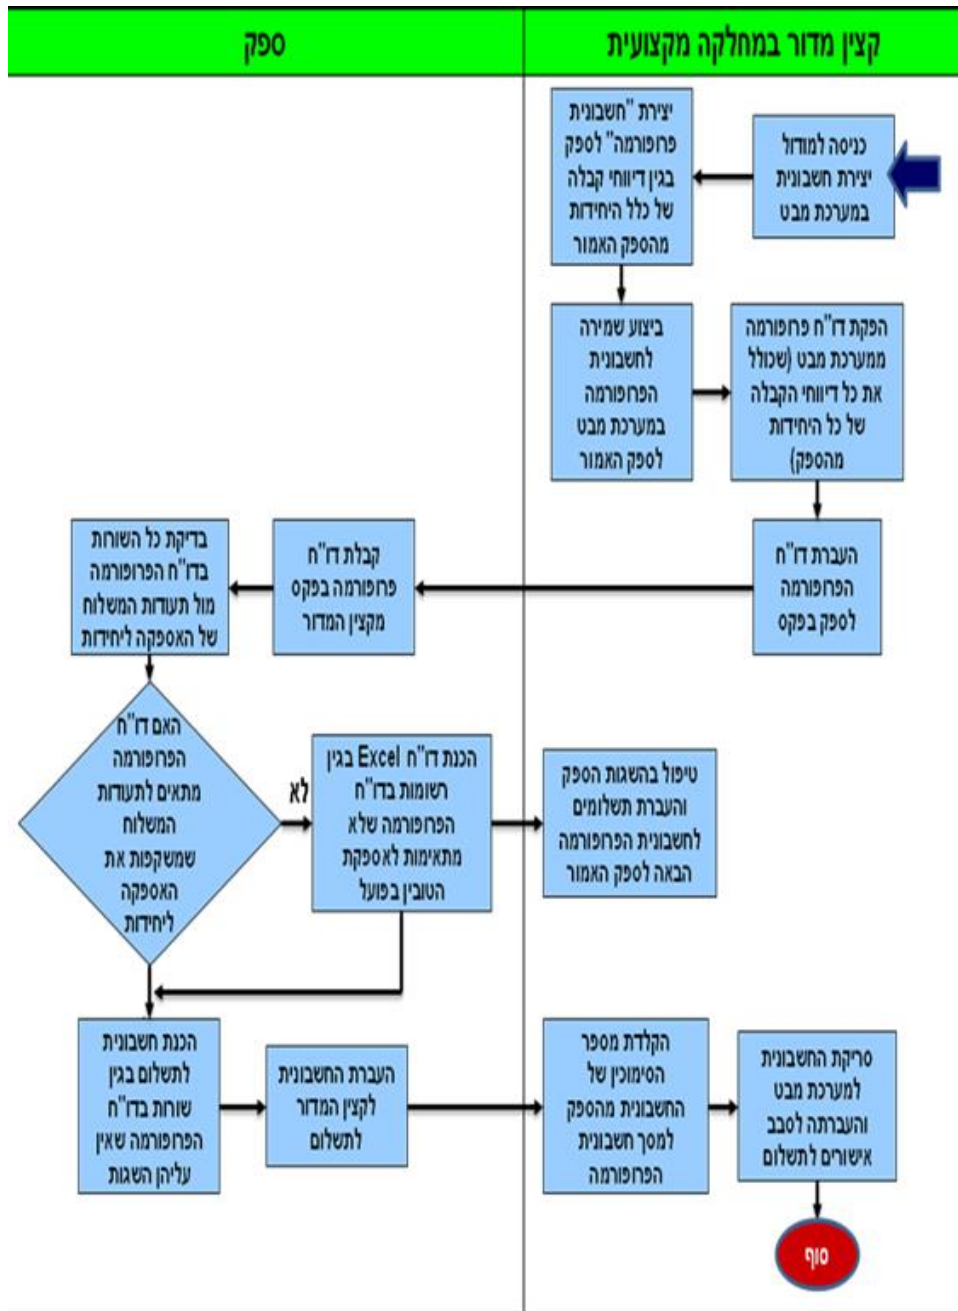 קצין מדור במחלקה מקצועית
ספק
כניסה למודול
יצירת חשבונית
במערכת מבט
יצירת "חשבונית
פרופורמה" לספק
בגין דיווחי קבלה
של כלל היחידות
מהספק האמור
ביצוע שמירה
לחשבונית
הפרופורמה
במערכת מבט
לספק האמור
הפקת דו"ח פרופורמה
ממערכת מבט (שכולל
את כל דיווחי הקבלה
של כל היחידות
מהספק)
העברת דו"ח
הפרופורמה
לספק בפקס
קבלת דו"ח
פרופורמה בפקס
מקצין המדור
בדיקת כל השורות
בדו"ח הפרופורמה
מול תעודות המשלוח
של האספקה ליחידות
האם דו"ח
הפרופורמה
מתאים לתעודות
המשלוח
שמשקפות את
האספקה
ליחידות
לא
הכנת דו"ח Excel בגין
רשומות בדו"ח
הפרופורמה שלא
מתאימות לאספקת
הטובין בפועל
טיפול בהשגות הספק
והעברת תשלומים
לחשבונית הפרופורמה
הבאה לספק האמור
הכנת חשבונית
לתשלום בגין
שורות בדו"ח
הפרופורמה שאין
עליהן השגות
העברת החשבונית
לקצין המדור
לתשלום
הקלדת מספר
הסימוכין של
החשבונית מהספק
למסך חשבונית
הפרופורמה
סריקת החשבונית
למערכת מבט
והעברתה לסבב
אישורים לתשלום
סוף